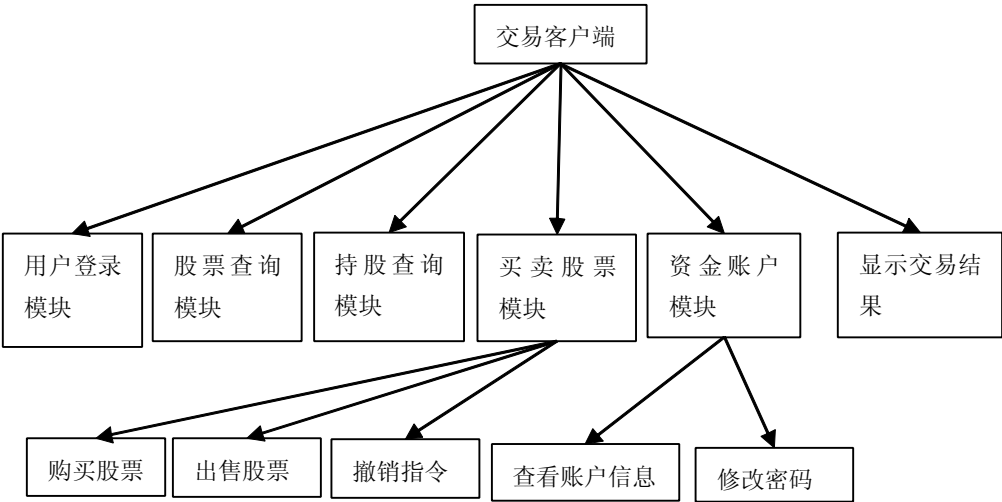 交易客户端
用户登录
模块
股票查询
模块
持股查询
模块
买卖股票
模块
资金账户
模块
显示交易结
果
购买股票
出售股票
撤销指令
查看账户信息
修改密码